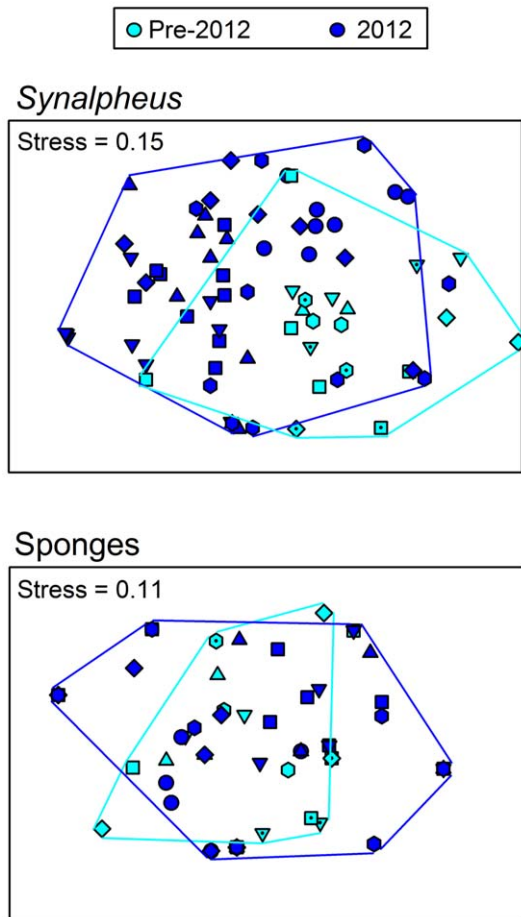 Pre-2012 2012
Synalpheus
Stress = 0.15
Sponges
Stress = 0.11